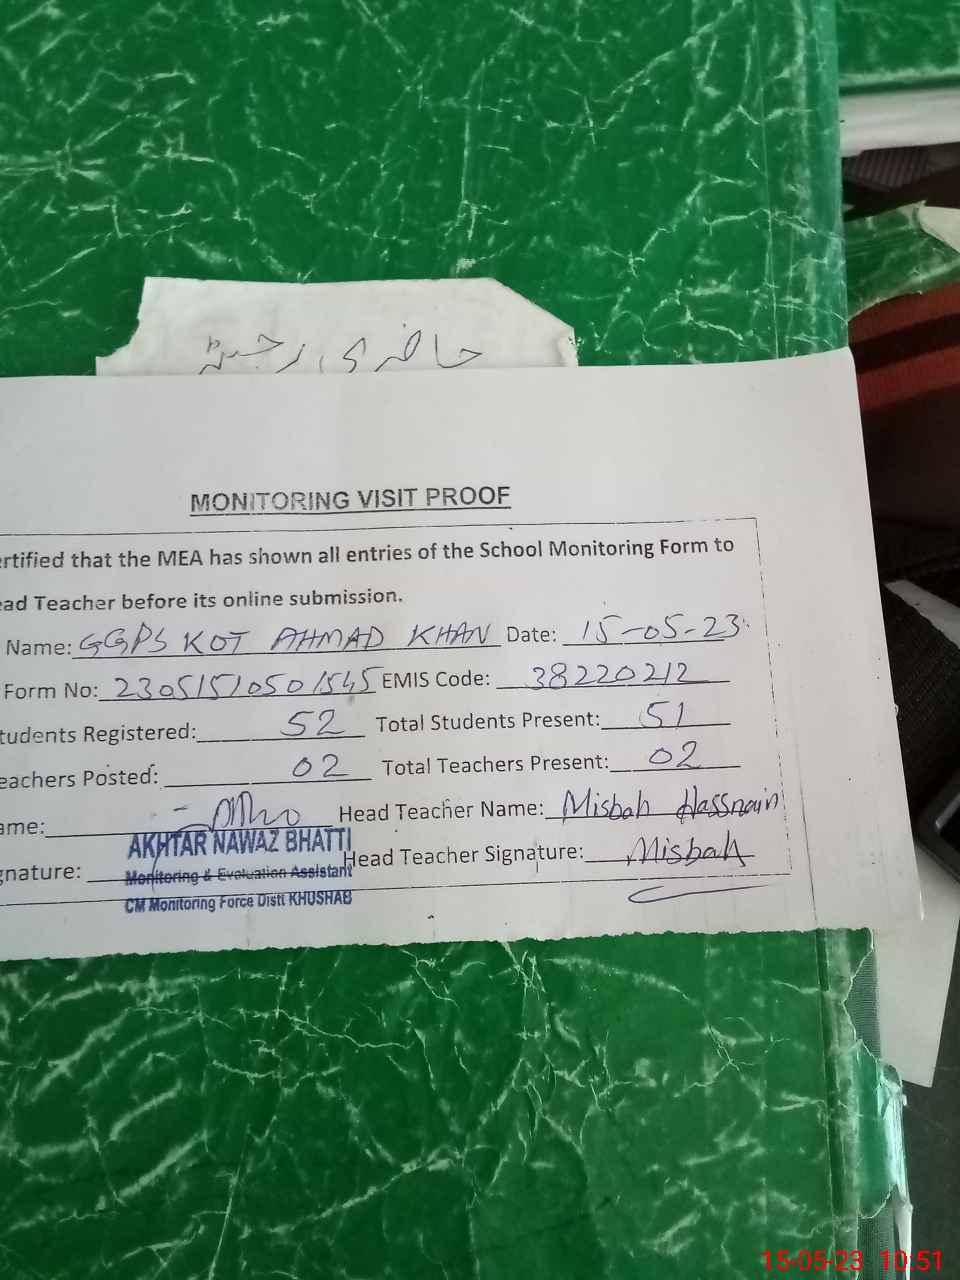 حاضری رجسٹر
MONITORING VISIT PROOF
ertified that the MEA has shown all entries of the School Monitoring Form to
ead Teacher before its online submission.
Name: GGPS KOT AHMAD KHAN Date: 15-05-23
Form No: 23051510501545 EMIS Code: 38220212
tudents Registered: 52 Total Students Present: 51
eachers Posted: 02 Total Teachers Present: 02
ame: Head Teacher Name: Misbah Hassnain
AKHTAR NAWAZ BHATTI
gnature: Head Teacher Signature: Misbah
Monitoring & Evaluation Assistant
CM Monitoring Force Distt KHUSHAB
15-05-23 10:51